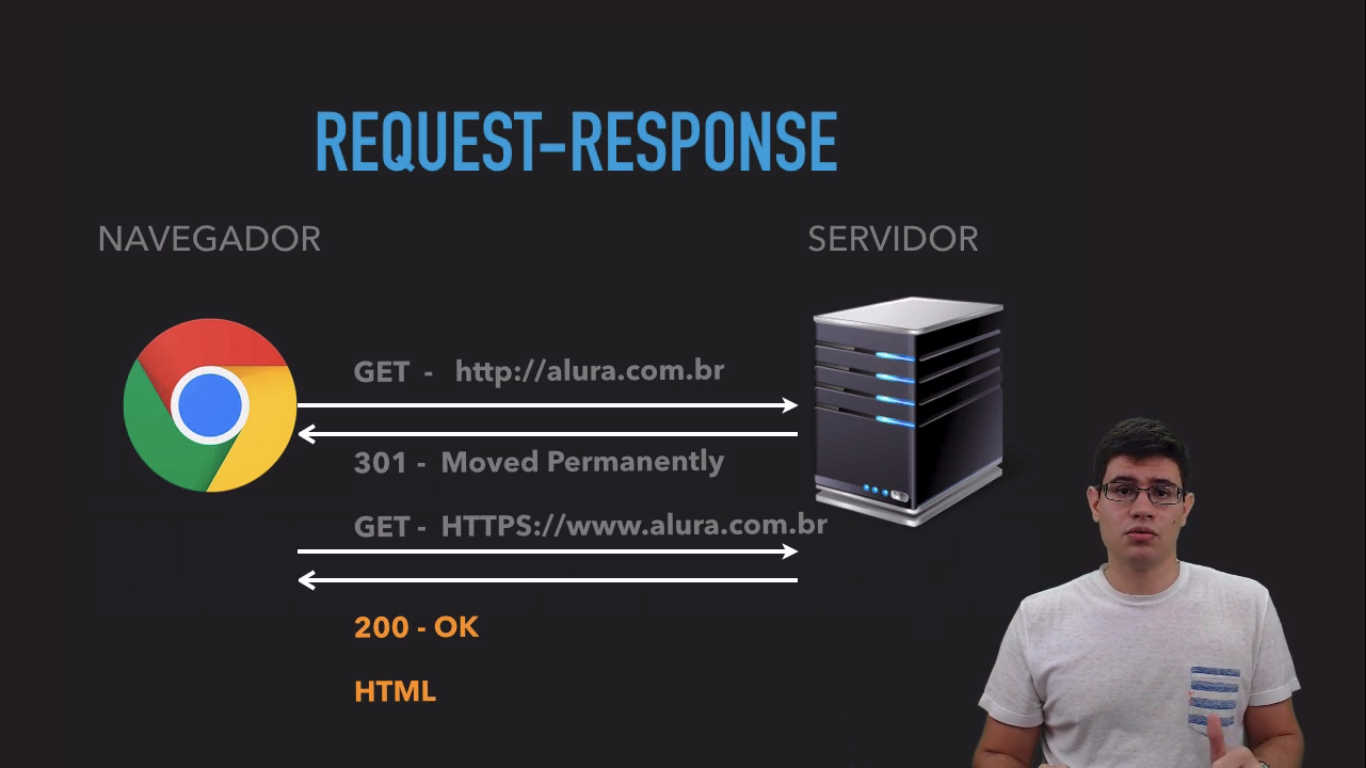 REQUEST-RESPONSE
NAVEGADOR
SERVIDOR
GET - http://alura.com.br
301 - Moved Permanently
GET - HTTPS://www.alura.com.br
200 - OK
HTML